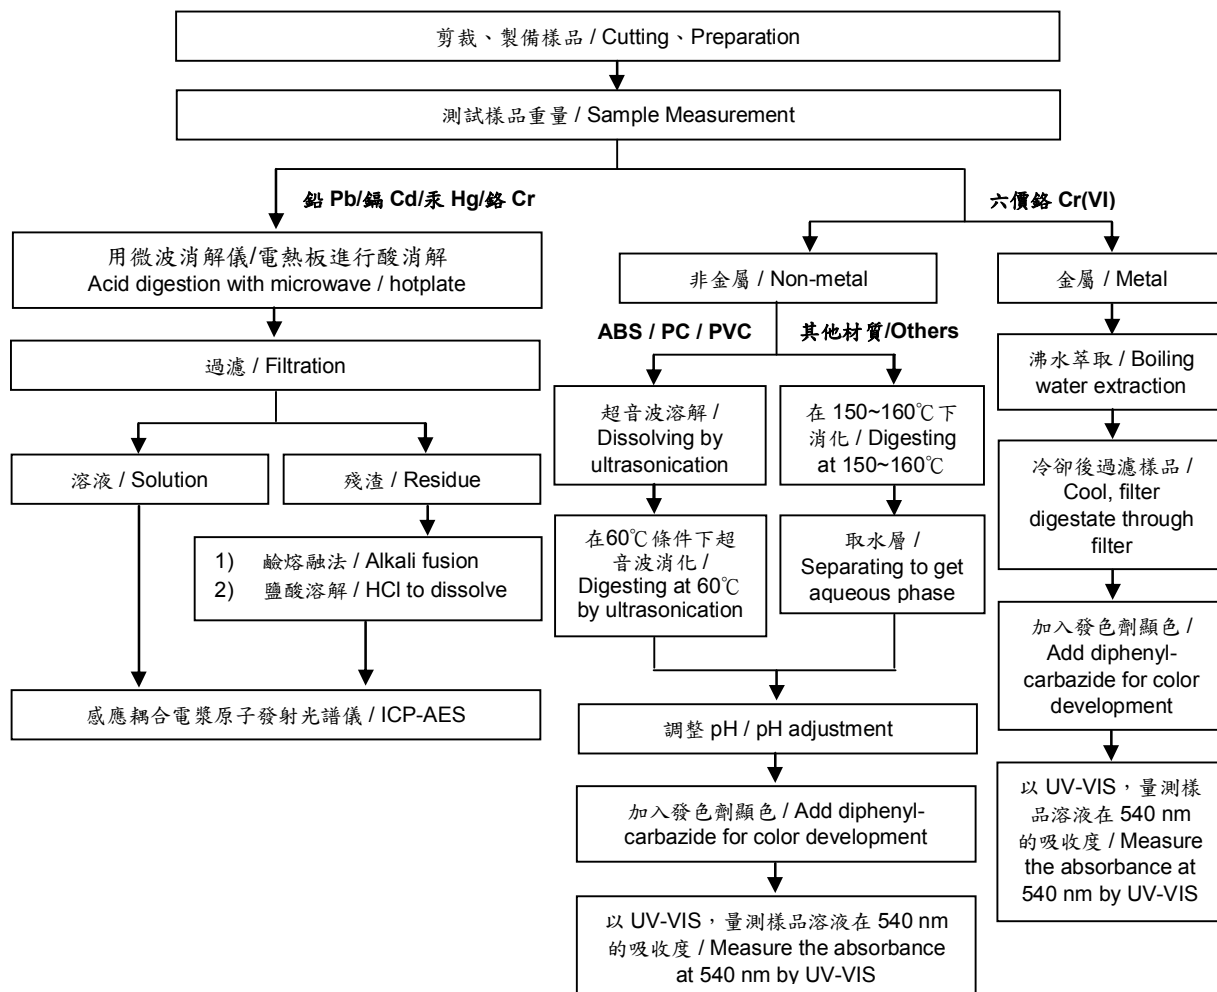 剪裁、製備樣品 / Cutting、Preparation
測試樣品重量 / Sample Measurement
鉛 Pb/鎘 Cd/汞 Hg/鉻 Cr
六價鉻 Cr(VI)
用微波消解儀/電熱板進行酸消解
Acid digestion with microwave / hotplate
過濾 / Filtration
溶液 / Solution
殘渣 / Residue
1) 鹼熔融法 / Alkali fusion
2) 鹽酸溶解 / HCl to dissolve
感應耦合電漿原子發射光譜儀 / ICP-AES
非金屬 / Non-metal
ABS / PC / PVC
其他材質/Others
超音波溶解 /
Dissolving by
ultrasonication
在60℃條件下超
音波消化 /
Digesting at 60℃
by ultrasonication
在 150~160℃下
消化 / Digesting
at 150~160℃
取水層 /
Separating to get
aqueous phase
調整 pH / pH adjustment
加入發色劑顯色 / Add diphenyl-
carbazide for color development
以 UV-VIS，量測樣品溶液在 540 nm
的吸收度 / Measure the absorbance
at 540 nm by UV-VIS
金屬 / Metal
沸水萃取 / Boiling
water extraction
冷卻後過濾樣品 /
Cool, filter
digestate through
filter
加入發色劑顯色 /
Add diphenyl-
carbazide for color
development
以 UV-VIS，量測樣
品溶液在 540 nm
的吸收度 / Measure
the absorbance at
540 nm by UV-VIS